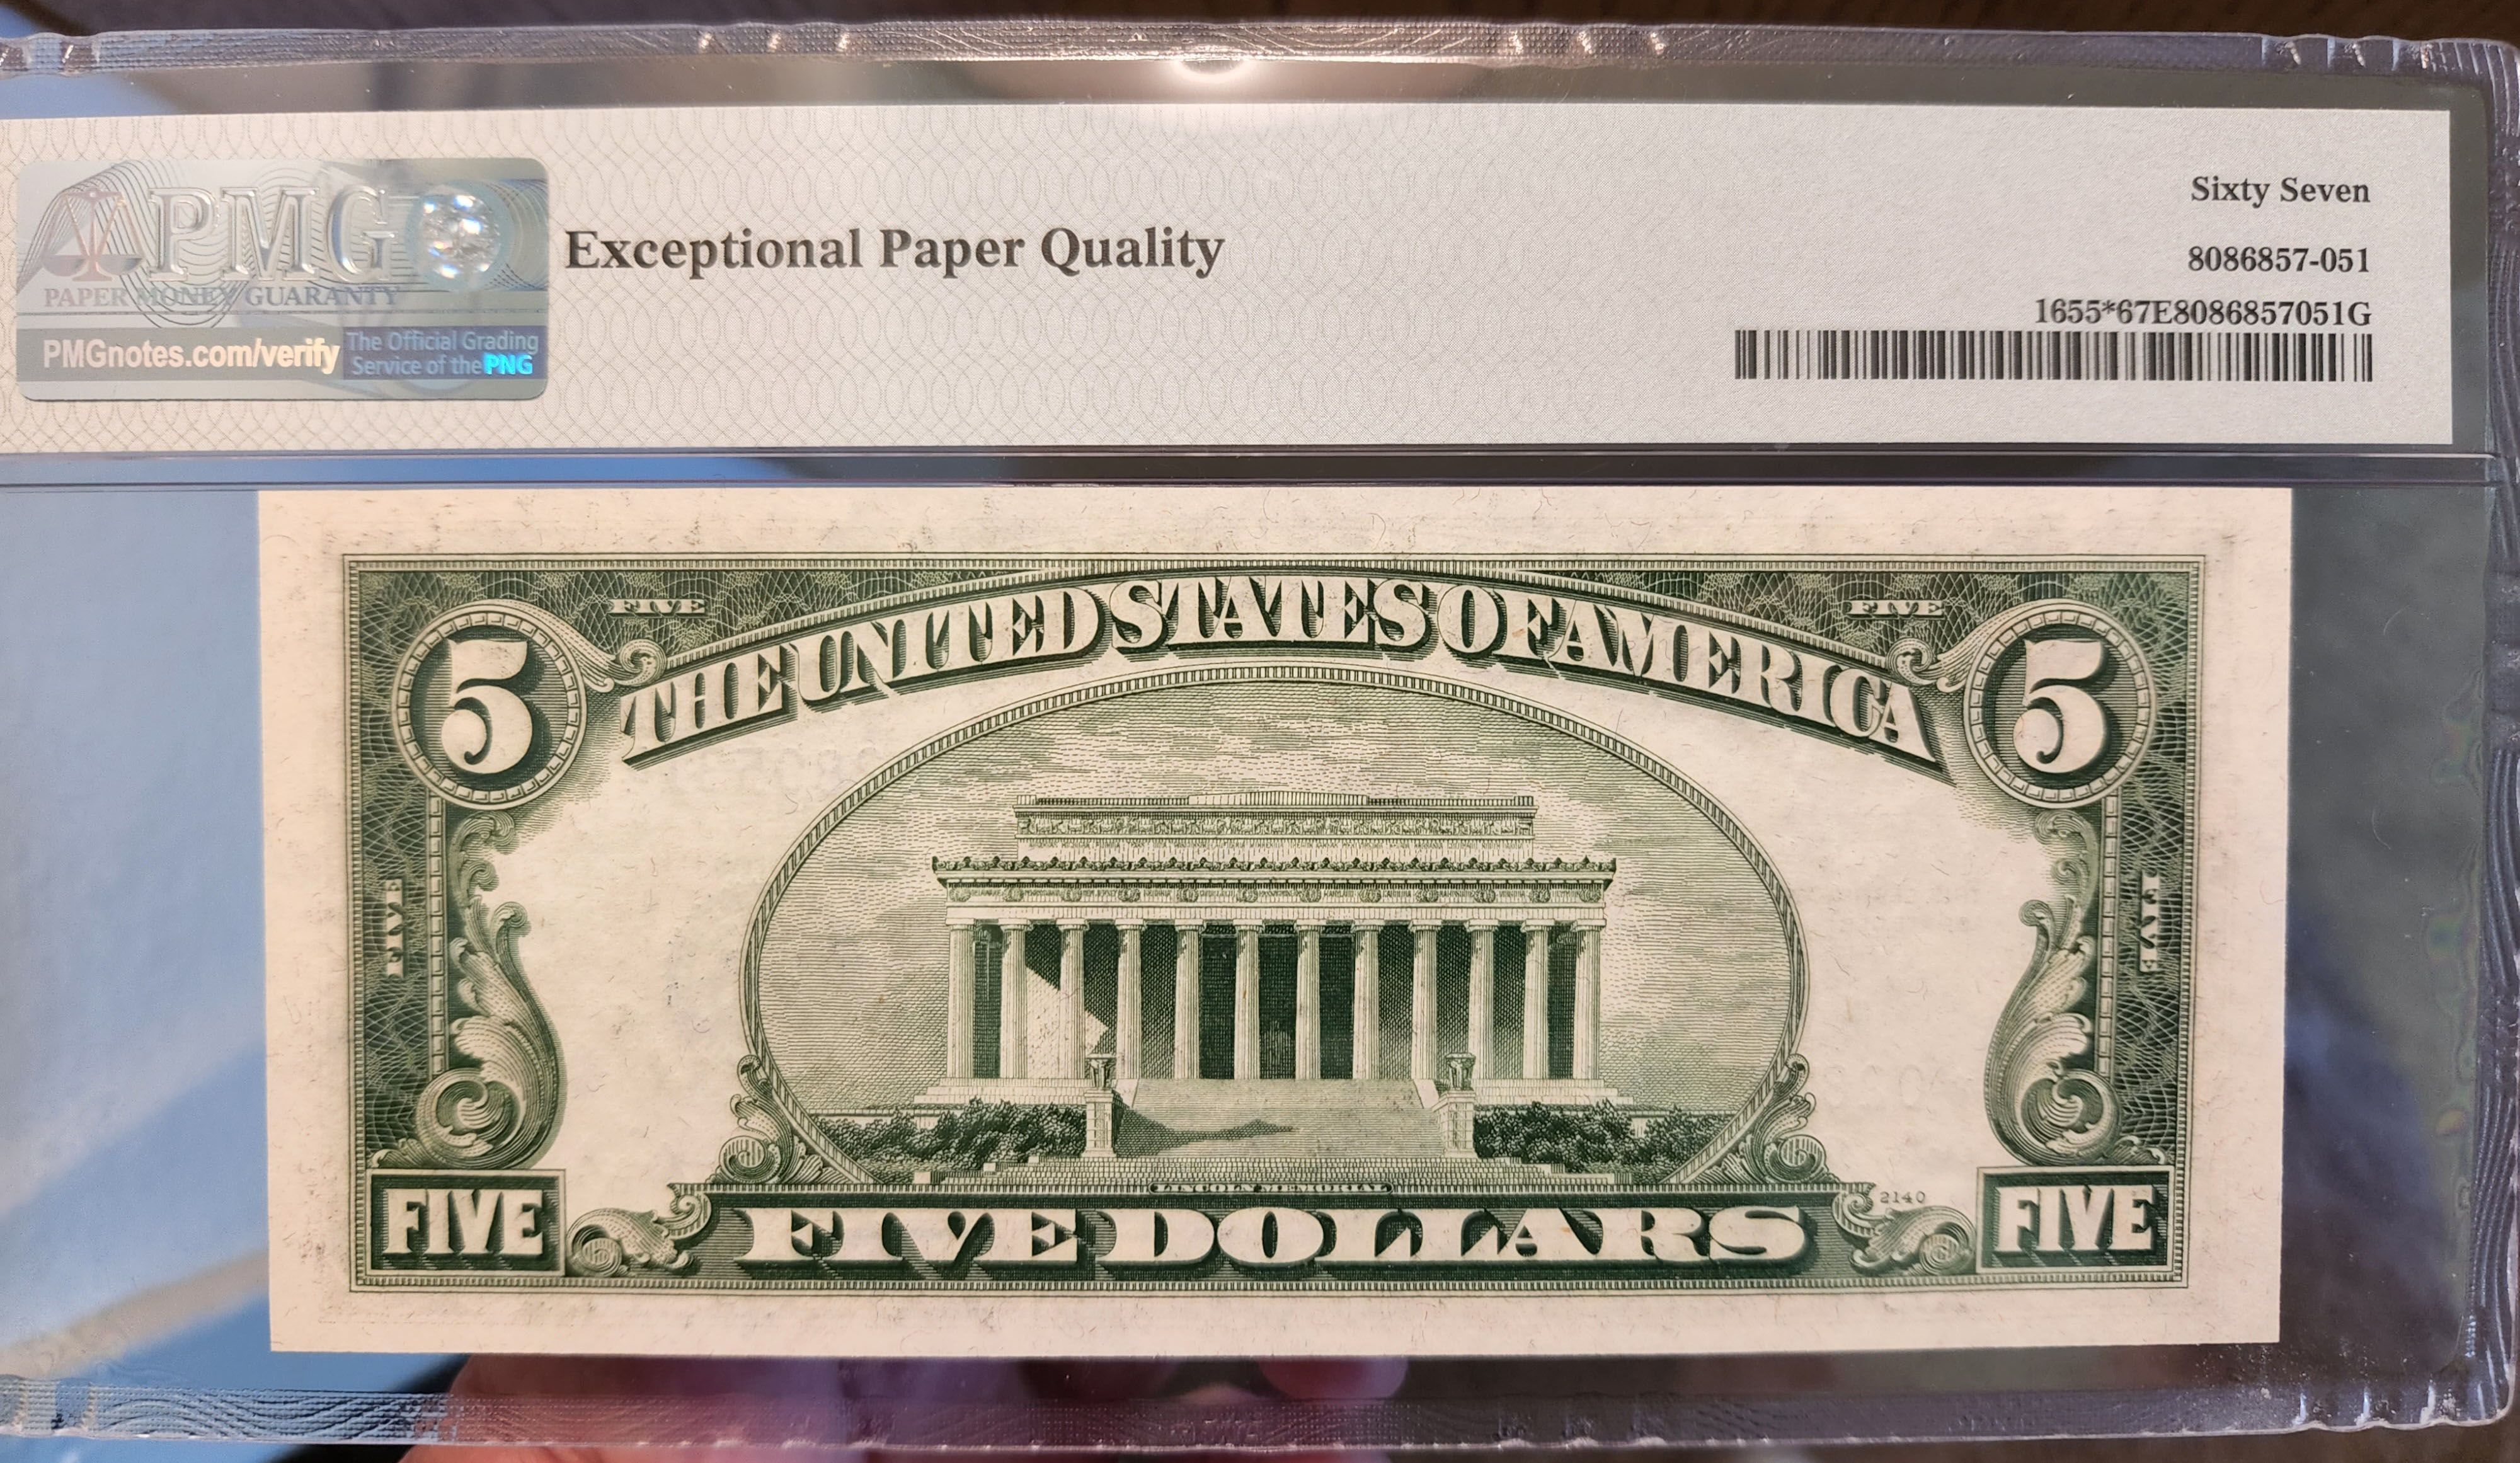 PMG
PAPER MONEY GUARANTY
PMGnotes.com/verify
The Official Grading
Service of the PNG
Exceptional Paper Quality
Sixty Seven
8086857-051
1655*67E8086857051G
FIVE
FIVE
5
THE UNITED STATES OF AMERICA
5
FIVE
FIVE
LINCOLN MEMORIAL
2140
FIVE
FIVE DOLLARS
FIVE